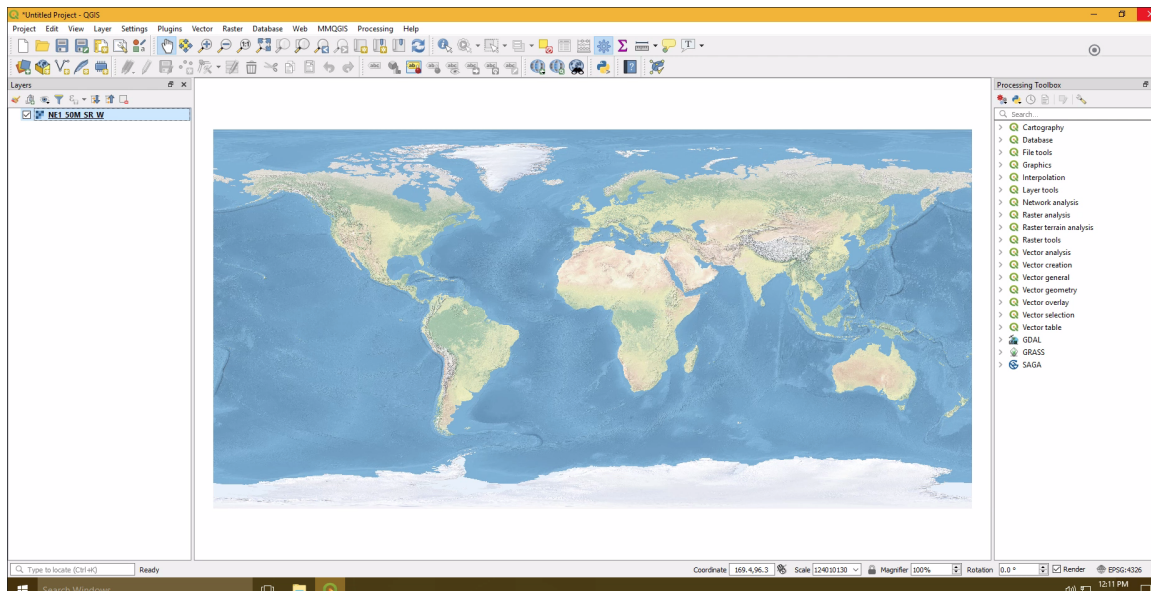 *Untitled Project - QGIS
Project Edit View Layer Settings Plugins Vector Raster Database Web MMQGIS Processing Help
Layers
NE1_50M_SR_W
Processing Toolbox
Search...
Cartography
Database
File tools
Graphics
Interpolation
Layer tools
Network analysis
Raster analysis
Raster terrain analysis
Raster tools
Vector analysis
Vector creation
Vector general
Vector geometry
Vector overlay
Vector selection
Vector table
GDAL
GRASS
SAGA
Type to locate (Ctrl+K) Ready Coordinate 169.4,96.3 Scale 124010130 Magnifier 100% Rotation 0.0 ° Render EPSG:4326
Search Windows 12:11 PM